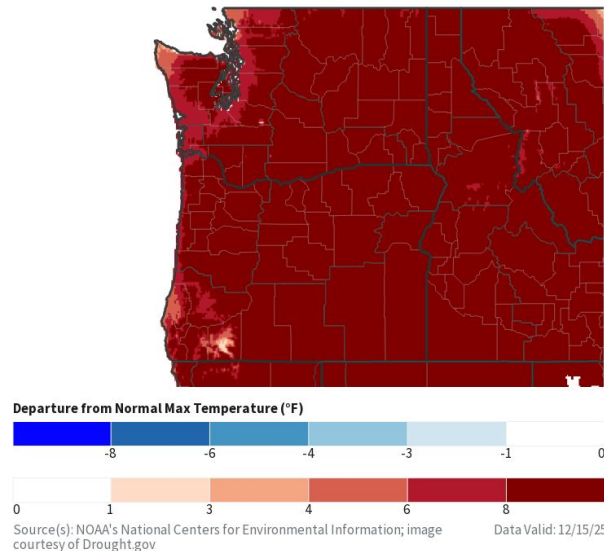 Departure from Normal Max Temperature (°F)
-8 -6 -4 -3 -1 0
0 1 3 4 6 8
Source(s): NOAA's National Centers for Environmental Information; image Data Valid: 12/15/25
courtesy of Drought.gov